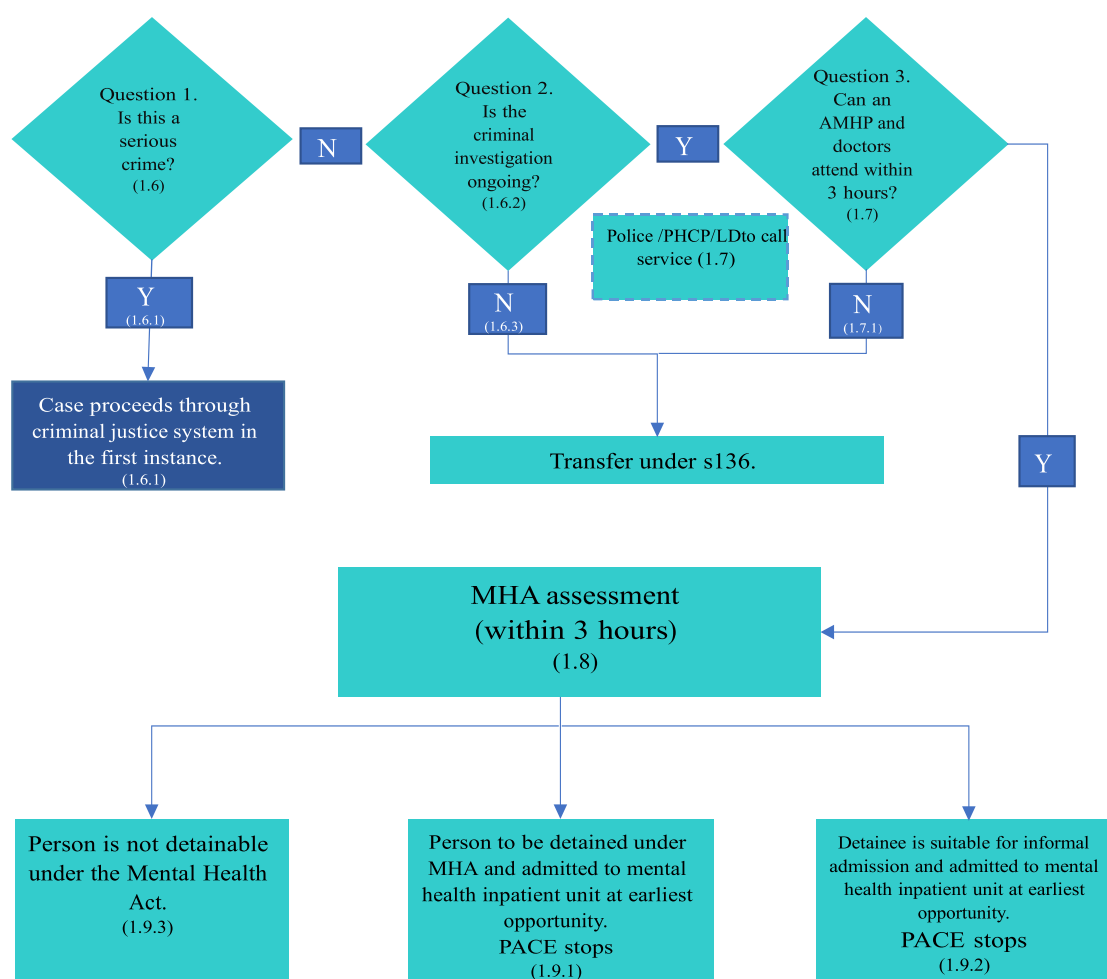 Question 1.
Is this a
serious
crime?
(1.6)
N
Question 2.
Is the
criminal
investigation
ongoing?
(1.6.2)
Y
Question 3.
Can an
AMHP and
doctors
attend within
3 hours?
(1.7)
Police /PHCP/LDto call
service (1.7)
Y
(1.6.1)
N
(1.6.3)
N
(1.7.1)
Case proceeds through
criminal justice system in
the first instance.
(1.6.1)
Transfer under s136.
Y
MHA assessment
(within 3 hours)
(1.8)
Person is not detainable
under the Mental Health
Act.
(1.9.3)
Person to be detained under
MHA and admitted to mental
health inpatient unit at earliest
opportunity.
PACE stops
(1.9.1)
Detainee is suitable for informal
admission and admitted to mental
health inpatient unit at earliest
opportunity.
PACE stops
(1.9.2)